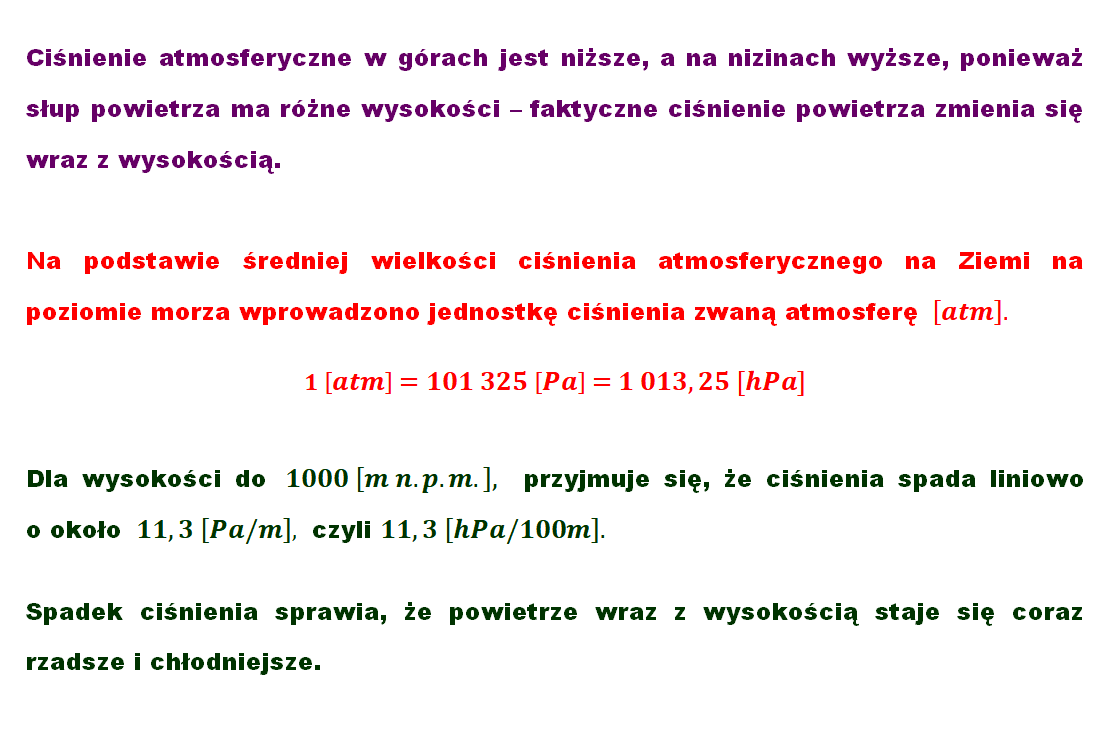 Ciśnienie atmosferyczne w górach jest niższe, a na nizinach wyższe, ponieważ
słup powietrza ma różne wysokości – faktyczne ciśnienie powietrza zmienia się
wraz z wysokością.
Na podstawie średniej wielkości ciśnienia atmosferycznego na Ziemi na
poziomie morza wprowadzono jednostkę ciśnienia zwaną atmosferę [atm].
1 [atm] = 101 325 [Pa] = 1 013, 25 [hPa]
Dla wysokości do 1000 [m n. p. m. ], przyjmuje się, że ciśnienia spada liniowo
o około 11, 3 [Pa/m], czyli 11, 3 [hPa/100m].
Spadek ciśnienia sprawia, że powietrze wraz z wysokością staje się coraz
rzadsze i chłodniejsze.